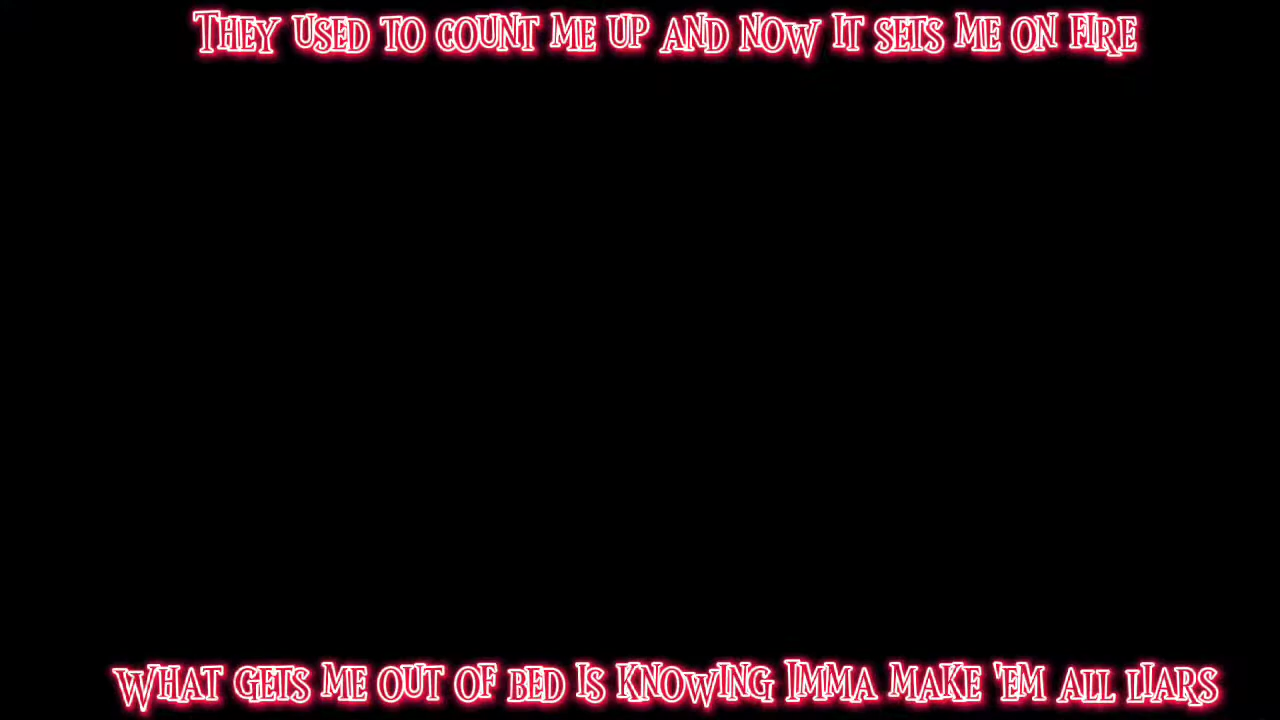 They used to count me up and now it sets me on fire
What gets me out of bed is knowing Imma make 'em all liars